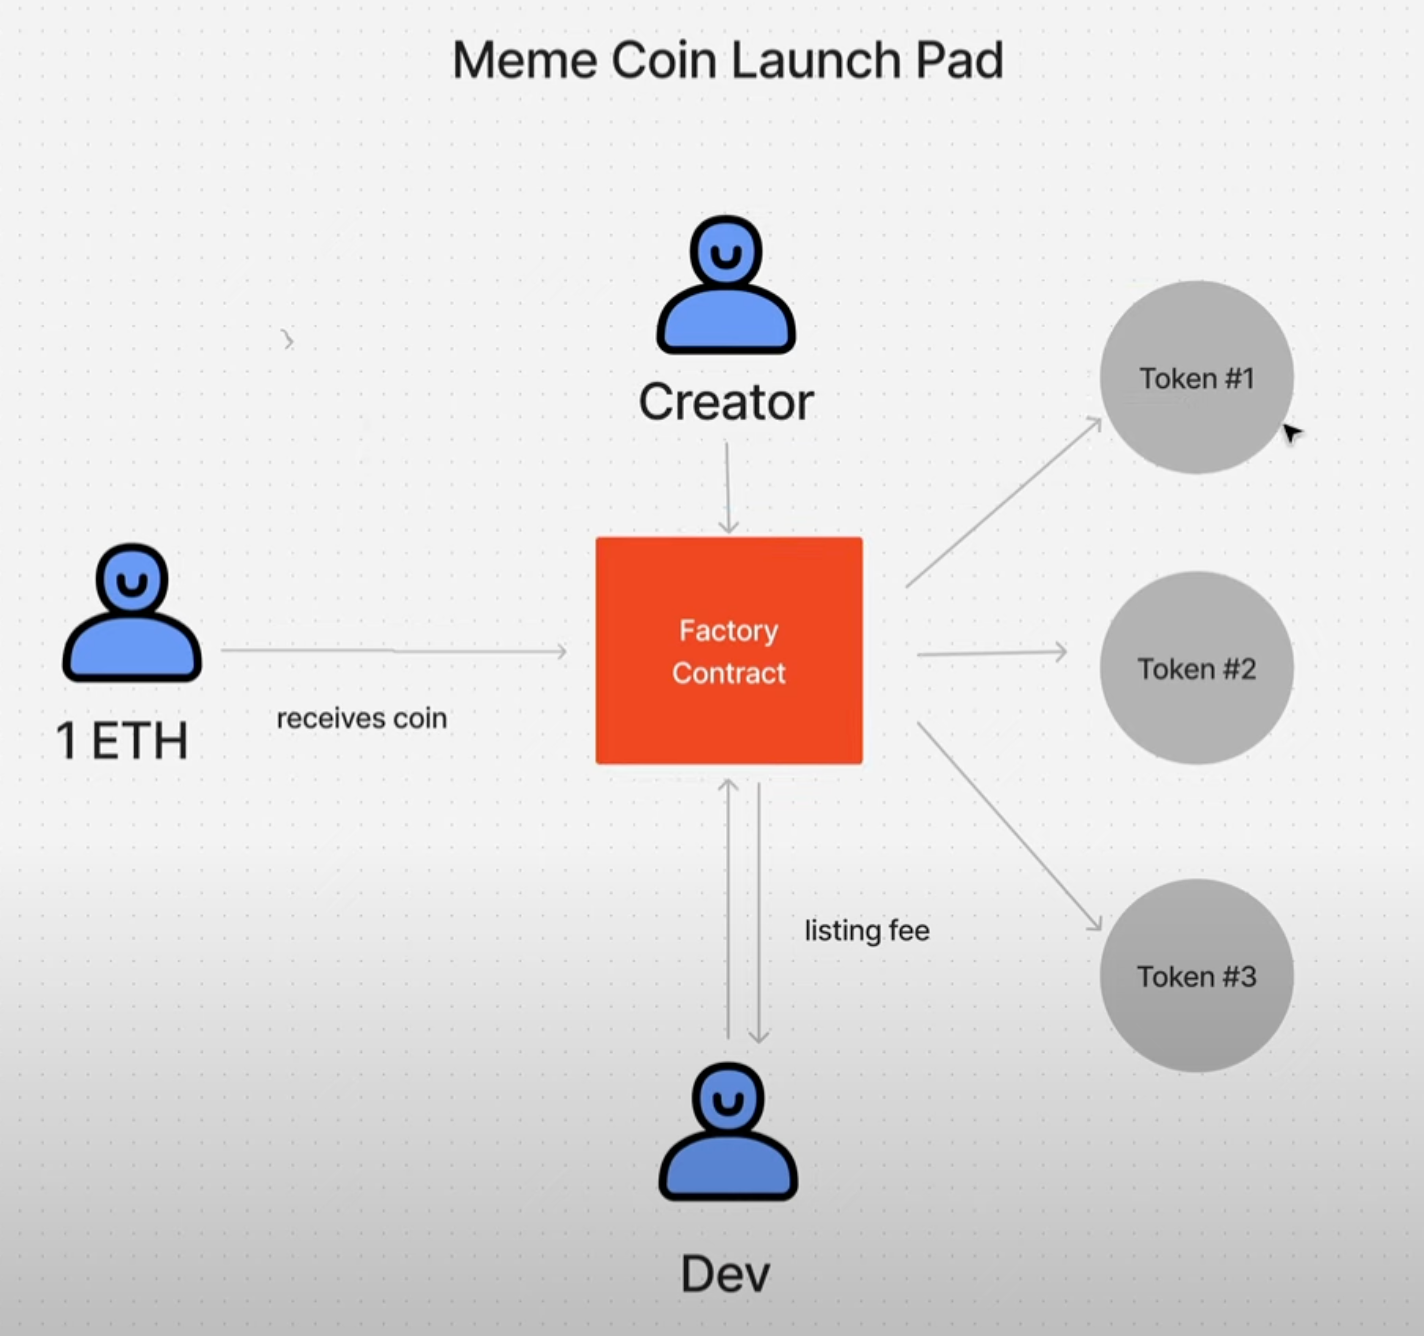 Meme Coin Launch Pad
Creator
Token #1
Factory
Contract
Token #2
1 ETH
receives coin
listing fee
Token #3
Dev